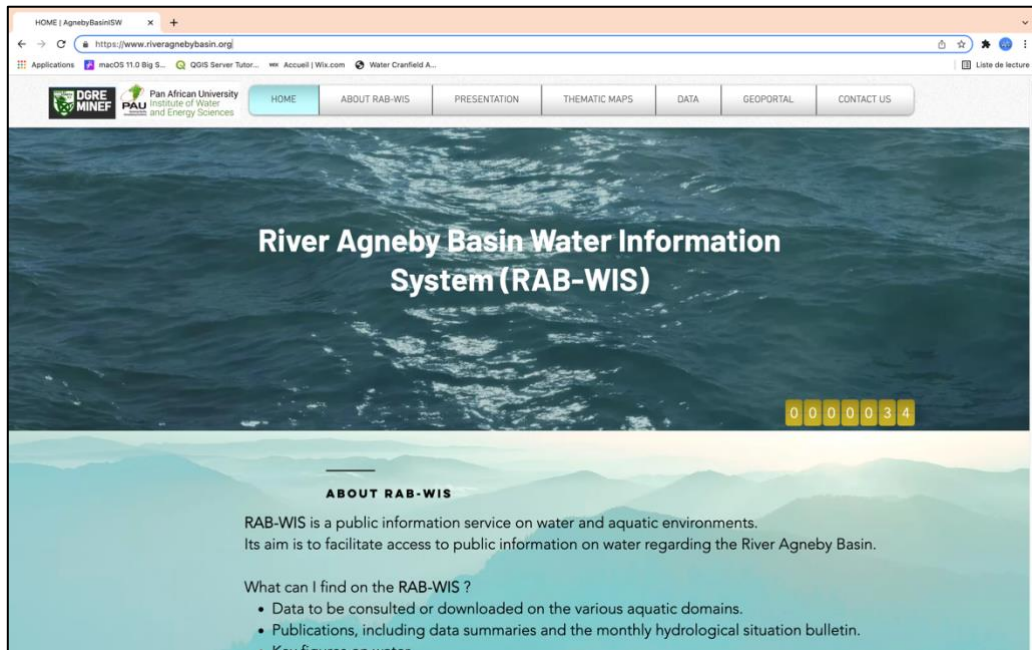 HOME | AgnebyBasinISW
https://www.riveragnebybasin.org
Applications macOS 11.0 Big S... QGIS Server Tutor... WIX Accueil | Wix.com Water Cranfield A... Liste de lecture
DGRE MINEF
PAU
Pan African University
Institute of Water
and Energy Sciences
HOME ABOUT RAB-WIS PRESENTATION THEMATIC MAPS DATA GEOPORTAL CONTACT US
River Agneby Basin Water Information
System (RAB-WIS)
0 0 0 0 0 3 4
ABOUT RAB-WIS
RAB-WIS is a public information service on water and aquatic environments.
Its aim is to facilitate access to public information on water regarding the River Agneby Basin.
What can I find on the RAB-WIS ?
• Data to be consulted or downloaded on the various aquatic domains.
• Publications, including data summaries and the monthly hydrological situation bulletin.
• Key figures on water